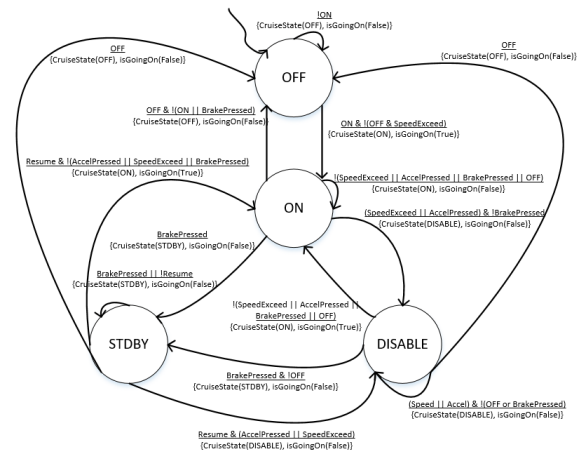 !ON
{CruiseState(OFF), isGoingOn(False)}
OFF
{CruiseState(OFF), isGoingOn(False)}
OFF
{CruiseState(OFF), isGoingOn(False)}
OFF
OFF & !(ON || BrakePressed)
{CruiseState(OFF), isGoingOn(False)}
ON & !(OFF & SpeedExceed)
{CruiseState(ON), isGoingOn(True)}
Resume & !(AccelPressed || SpeedExceed || BrakePressed)
{CruiseState(ON), isGoingOn(True)}
!(SpeedExceed || AccelPressed || BrakePressed || OFF)
{CruiseState(ON), isGoingOn(False)}
ON
(SpeedExceed || AccelPressed) & !BrakePressed
{CruiseState(DISABLE), isGoingOn(False)}
BrakePressed
{CruiseState(STDBY), isGoingOn(False)}
BrakePressed || !Resume
{CruiseState(STDBY), isGoingOn(False)}
!(SpeedExceed || AccelPressed ||
BrakePressed || OFF)
{CruiseState(ON), isGoingOn(True)}
STDBY
DISABLE
BrakePressed & !OFF
{CruiseState(STDBY), isGoingOn(False)}
(Speed || Accel) & !(OFF or BrakePressed)
{CruiseState(DISABLE), isGoingOn(False)}
Resume & (AccelPressed || SpeedExceed)
{CruiseState(DISABLE), isGoingOn(False)}